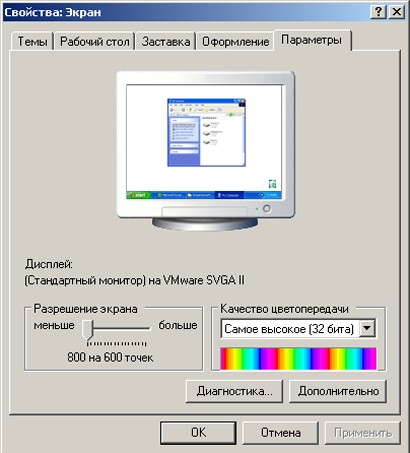 Свойства: Экран
Темы Рабочий стол Заставка Оформление Параметры
start
Дисплей:
(Стандартный монитор) на VMware SVGA II
Разрешение экрана
меньше больше
800 на 600 точек
Качество цветопередачи
Самое высокое (32 бита)
Диагностика... Дополнительно
OK Отмена Применить